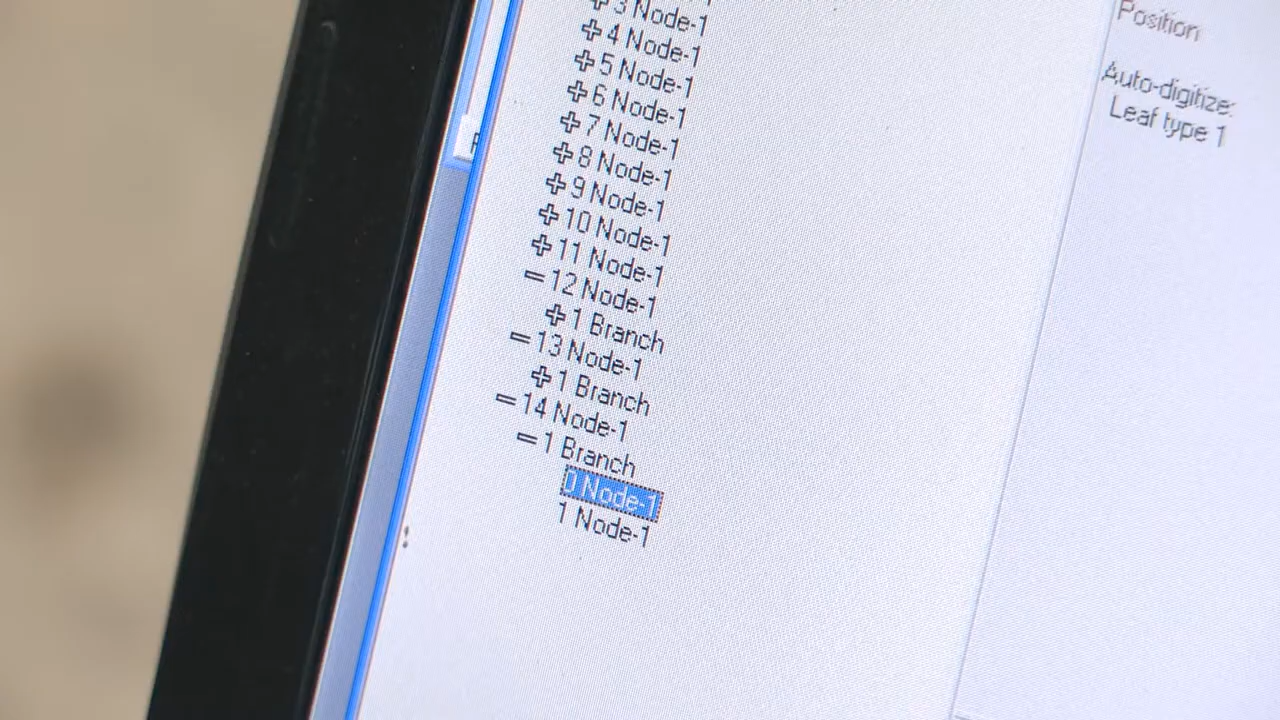 3 Node-1
4 Node-1
5 Node-1
6 Node-1
7 Node-1
8 Node-1
9 Node-1
10 Node-1
11 Node-1
12 Node-1
1 Branch
13 Node-1
1 Branch
14 Node-1
1 Branch
0 Node-1
1 Node-1
Position
Auto-digitize:
Leaf type 1